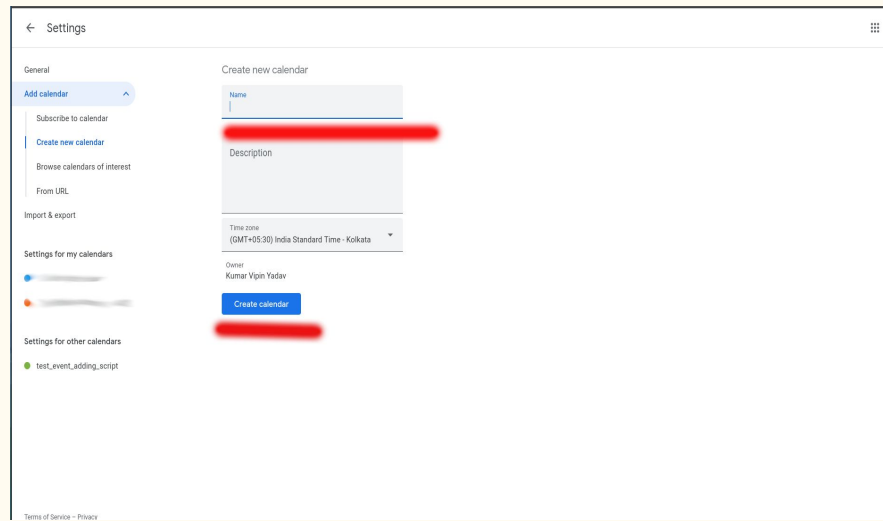 Settings
General
Add calendar
Subscribe to calendar
Create new calendar
Browse calendars of interest
From URL
Import & export
Settings for my calendars
Settings for other calendars
test_event_adding_script
Terms of Service – Privacy
Create new calendar
Name
Description
Time zone
(GMT+05:30) India Standard Time - Kolkata
Owner
Kumar Vipin Yadav
Create calendar